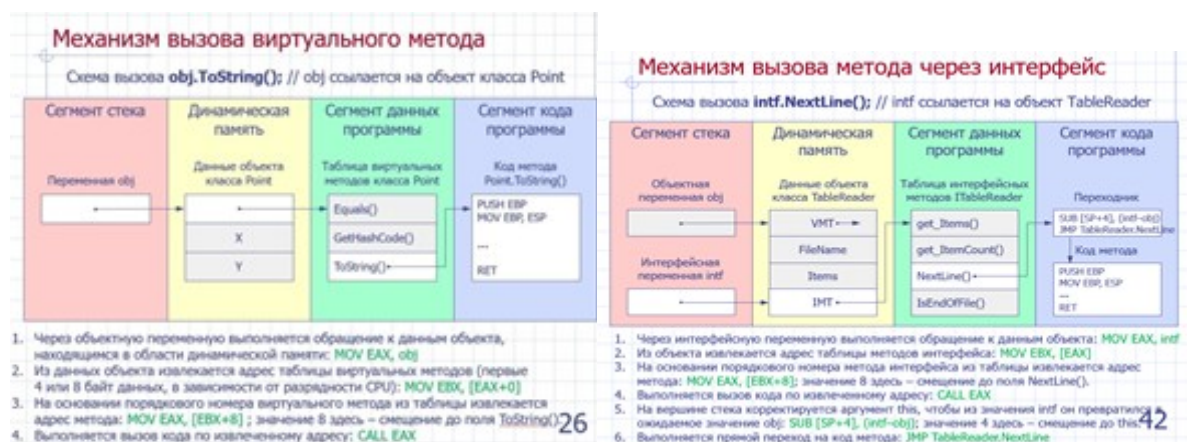 Механизм вызова виртуального метода
Схема вызова obj.ToString(); // obj ссылается на объект класса Point
Сегмент стека
Динамическая
память
Сегмент данных
программы
Сегмент кода
программы
Переменная obj
Данные объекта
класса Point
Таблица виртуальных
методов класса Point
Код метода
Point.ToString()
X
Y
Equals()
GetHashCode()
ToString()
PUSH EBP
MOV EBP, ESP
...
RET
1. Через объектную переменную выполняется обращение к данным объекта,
находящимся в области динамической памяти: MOV EAX, obj
2. Из данных объекта извлекается адрес таблицы виртуальных методов (первые
4 или 8 байт данных, в зависимости от разрядности CPU): MOV EBX, [EAX+0]
3. На основании порядкового номера виртуального метода из таблицы извлекается
адрес метода: MOV EAX, [EBX+8] ; значение 8 здесь – смещение до поля ToString()
4. Выполняется вызов кода по извлеченному адресу: CALL EAX
26
Механизм вызова метода через интерфейс
Схема вызова intf.NextLine(); // intf ссылается на объект TableReader
Сегмент стека
Динамическая
память
Сегмент данных
программы
Сегмент кода
программы
Объектная
переменная obj
Интерфейсная
переменная intf
Данные объекта
класса TableReader
VMT
FileName
Items
IMT
Таблица интерфейсных
методов ITableReader
get_Items()
get_ItemCount()
NextLine()
IsEndOfFile()
Переходник
SUB [SP+4], (intf-obj)
JMP TableReader.NextLine
Код метода
PUSH EBP
MOV EBP, ESP
...
RET
1. Через интерфейсную переменную выполняется обращение к данным объекта: MOV EAX, intf
2. Из объекта извлекается адрес таблицы методов интерфейса: MOV EBX, [EAX]
3. На основании порядкового номера метода интерфейса из таблицы извлекается адрес
метода: MOV EAX, [EBX+8]; значение 8 здесь – смещение до поля NextLine().
4. Выполняется вызов кода по извлеченному адресу: CALL EAX
5. На вершине стека корректируется аргумент this, чтобы из значения intf он превратился в
ожидаемое значение obj: SUB [SP+4], (intf-obj); значение 4 здесь – смещение до this.
6. Выполняется прямой переход на код метода: JMP TableReader.NextLine
42